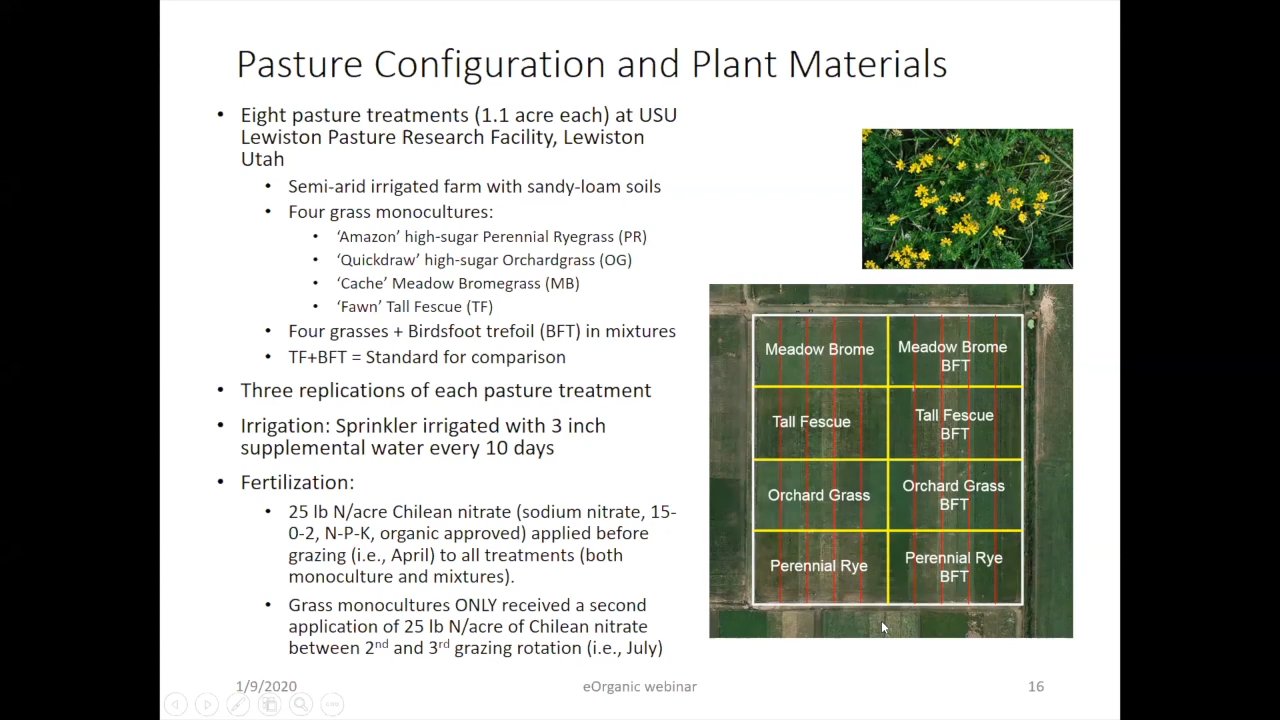 Pasture Configuration and Plant Materials
• Eight pasture treatments (1.1 acre each) at USU
Lewiston Pasture Research Facility, Lewiston
Utah
• Semi-arid irrigated farm with sandy-loam soils
• Four grass monocultures:
• ‘Amazon’ high-sugar Perennial Ryegrass (PR)
• ‘Quickdraw’ high-sugar Orchardgrass (OG)
• ‘Cache’ Meadow Bromegrass (MB)
• ‘Fawn’ Tall Fescue (TF)
• Four grasses + Birdsfoot trefoil (BFT) in mixtures
• TF+BFT = Standard for comparison
• Three replications of each pasture treatment
• Irrigation: Sprinkler irrigated with 3 inch
supplemental water every 10 days
• Fertilization:
• 25 lb N/acre Chilean nitrate (sodium nitrate, 15-
0-2, N-P-K, organic approved) applied before
grazing (i.e., April) to all treatments (both
monoculture and mixtures).
• Grass monocultures ONLY received a second
application of 25 lb N/acre of Chilean nitrate
between 2nd and 3rd grazing rotation (i.e., July)
Meadow Brome
Meadow Brome
BFT
Tall Fescue
Tall Fescue
BFT
Orchard Grass
Orchard Grass
BFT
Perennial Rye
Perennial Rye
BFT
1/9/2020
eOrganic webinar
16